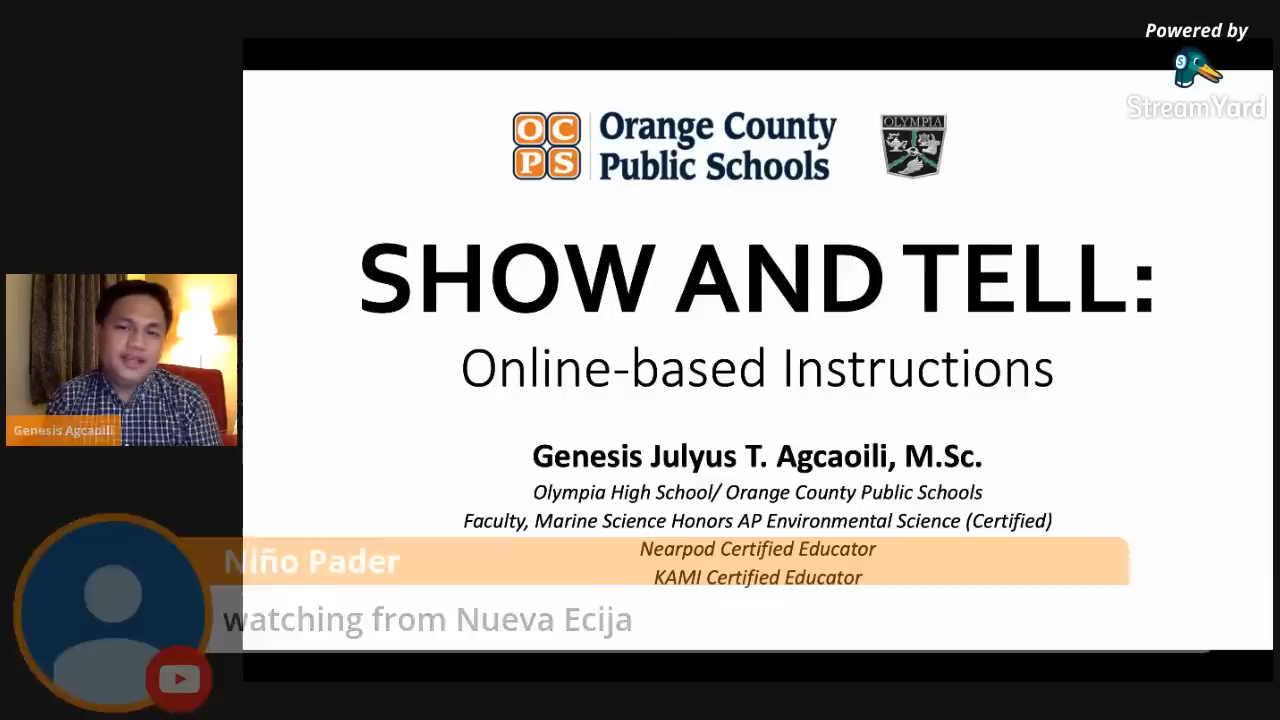 Powered by
StreamYard
O C
P S
Orange County
Public Schools
OLYMPIA
SHOW AND TELL:
Online-based Instructions
Genesis Agcaoili
Genesis Julyus T. Agcaoili, M.Sc.
Olympia High School/ Orange County Public Schools
Faculty, Marine Science Honors AP Environmental Science (Certified)
Nearpod Certified Educator
KAMI Certified Educator
Niño Pader
watching from Nueva Ecija